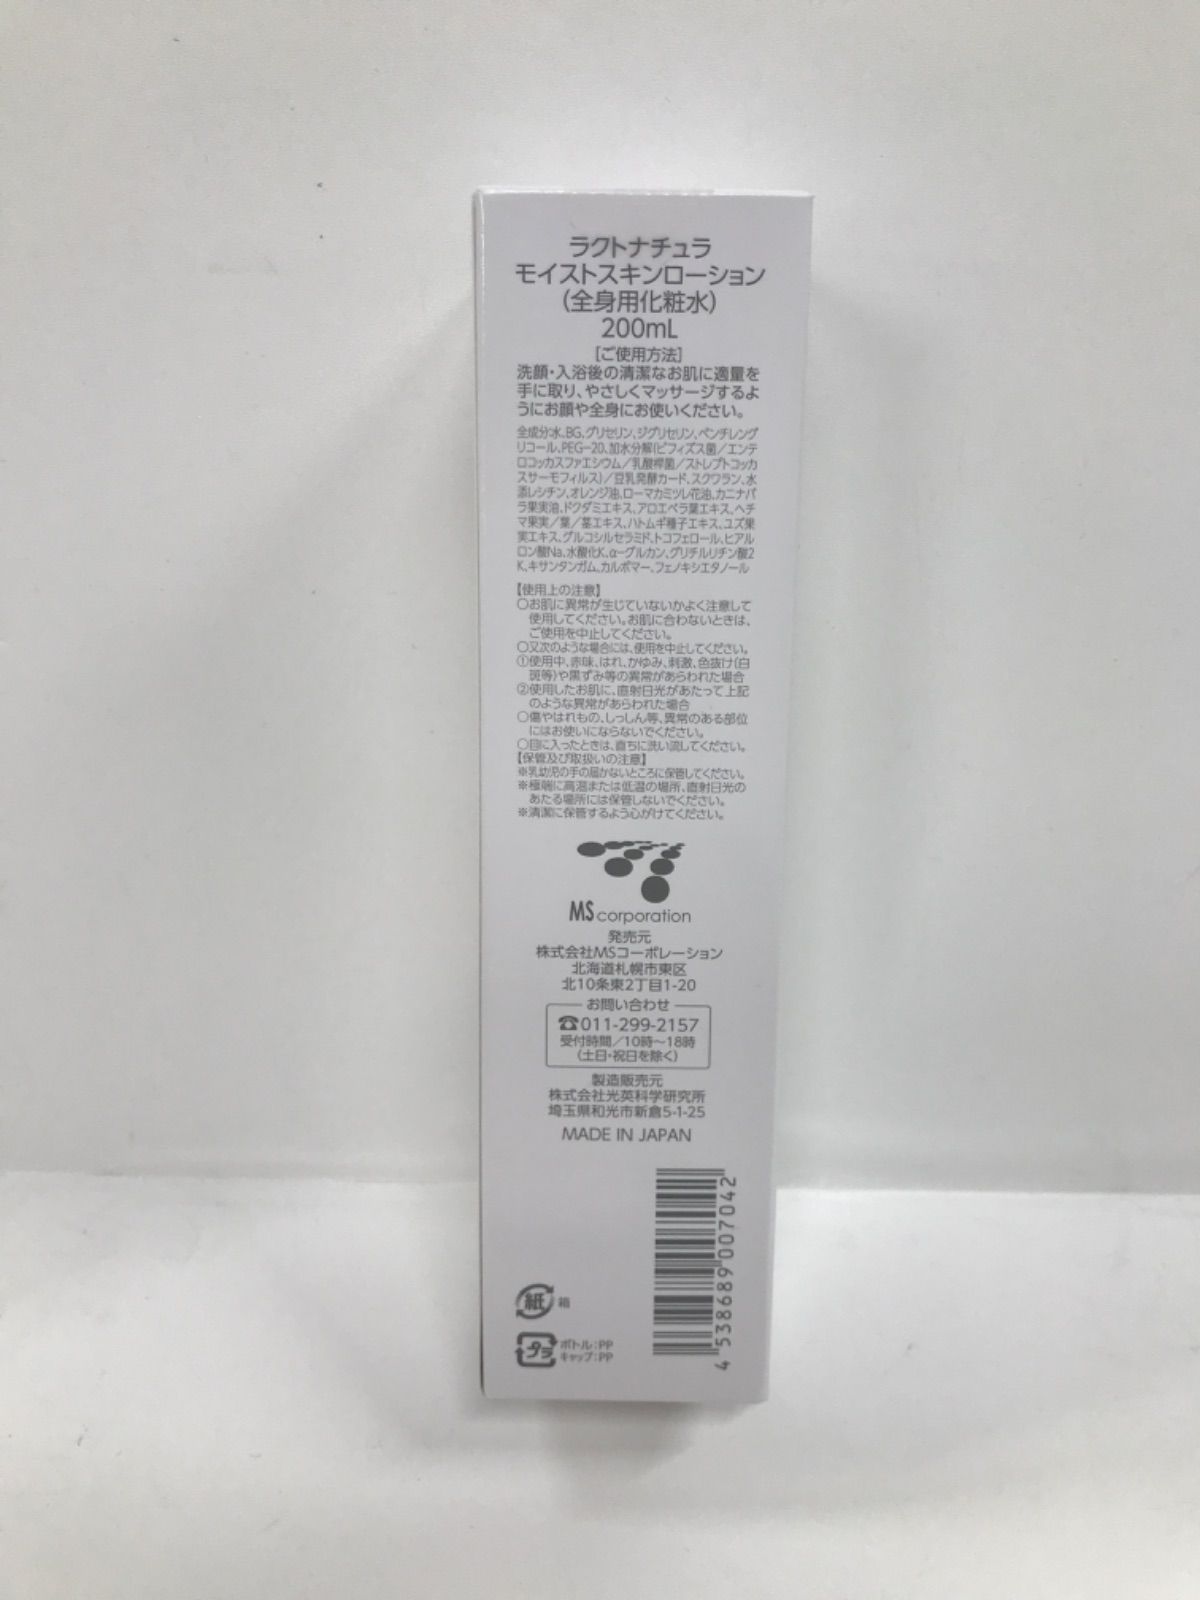 ラクトナチュラ
モイストスキンローション
(全身用化粧水)
200mL
[ご使用方法]
洗顔・入浴後の清潔なお肌に適量を
手に取り、やさしくマッサージするよ
うにお顔や全身にお使いください。
全成分:水、BG、グリセリン、ジグリセリン、ペンチレング
リコール、PEG-20、加水分解(ビフィズス菌/エンテ
ロコッカスファエシウム/乳酸桿菌/ストレプトコッカ
スサーモフィルス)/豆乳発酵カード、スクワラン、水
添レシチン、オレンジ油、ローマカミツレ花油、カニナバ
ラ果実油、ドクダミエキス、アロエベラ葉エキス、ヘチ
マ果実/葉/茎エキス、ハトムギ種子エキス、ユズ果
実エキス、グルコシルセラミド、トコフェロール、ヒアル
ロン酸Na、水酸化K、α-グルカン、グリチルリチン酸2
K、キサンタンガム、カルボマー、フェノキシエタノール
【使用上の注意】
○お肌に異常が生じていないかよく注意して
使用してください。お肌に合わないときは、
ご使用を中止してください。
○又次のような場合には、使用を中止してください。
①使用中、赤味、はれ、かゆみ、刺激、色抜け(白
斑等)や黒ずみ等の異常があらわれた場合
②使用したお肌に、直射日光があたって上記
のような異常があらわれた場合
○傷やはれもの、しっしん等、異常のある部位
にはお使いにならないでください。
○目に入ったときは、直ちに洗い流してください。
【保管及び取扱いの注意】
※乳幼児の手の届かないところに保管してください。
※極端に高温または低温の場所、直射日光の
あたる場所には保管しないでください。
※清潔に保管するよう心がけてください。
MS corporation
発売元
株式会社MSコーポレーション
北海道札幌市東区
北10条東2丁目1-20
お問い合わせ
☎011-299-2157
受付時間/10時~18時
(土日・祝日を除く)
製造販売元
株式会社光英科学研究所
埼玉県和光市新倉5-1-25
MADE IN JAPAN
4 538689 007042
紙 箱
プラ ボトル:PP
キャップ:PP